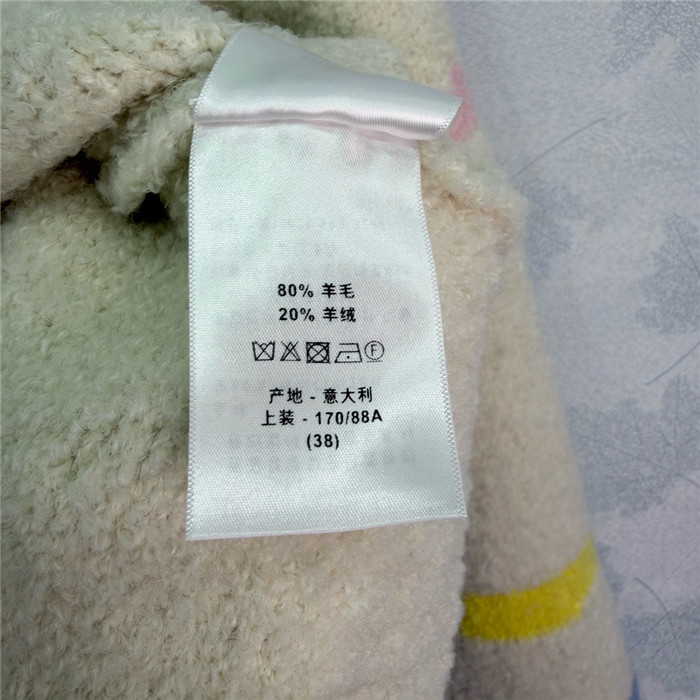 80% 羊毛
20% 羊绒
F
产地 - 意大利
上装 - 170/88A
(38)